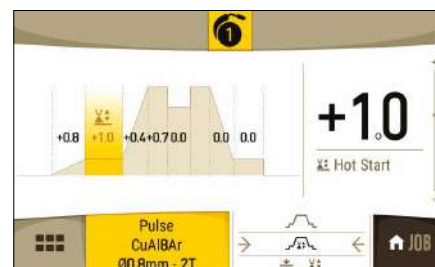 1
+0.8 +1.0 +0.4 +0.7 0.0 0.0 0.0
+1.0
Hot Start
Pulse
CuAl8Ar
Ø0.8mm - 2T
JOB